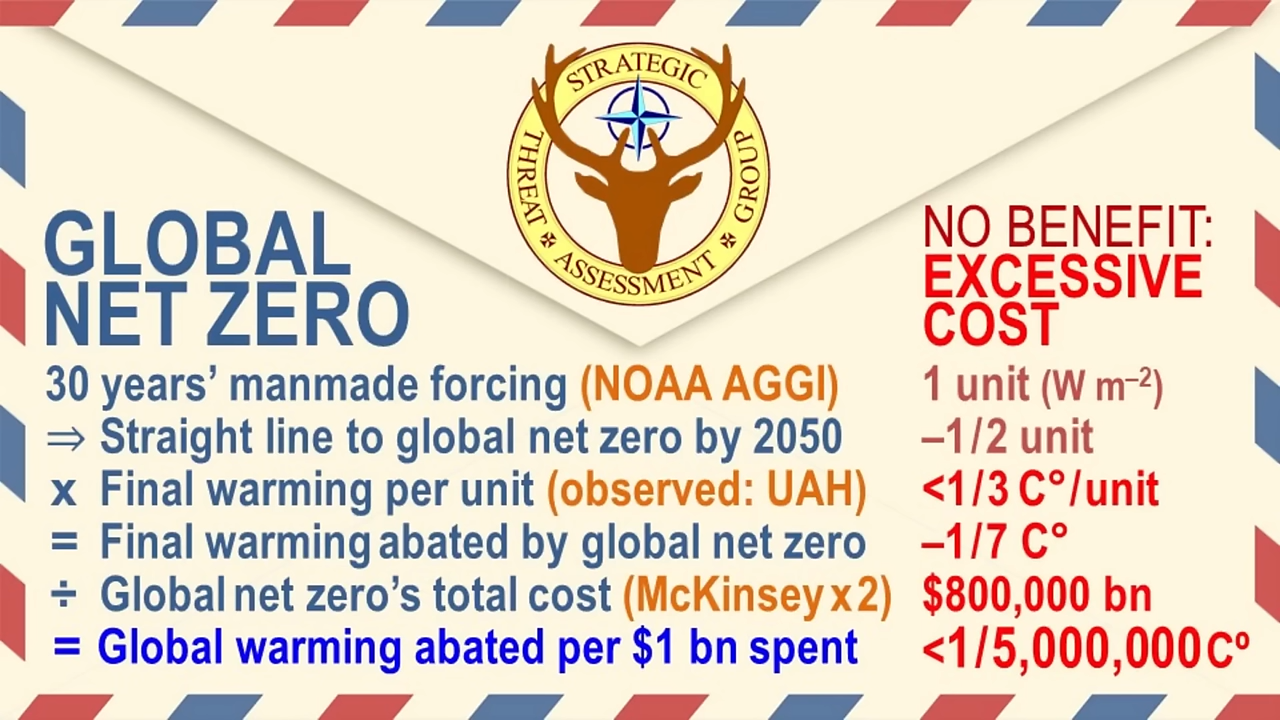 STRATEGIC
THREAT
GROUP
ASSESSMENT
GLOBAL
NET ZERO
NO BENEFIT:
EXCESSIVE
COST
30 years’ manmade forcing (NOAA AGGI) 1 unit (W m⁻²)
⇒ Straight line to global net zero by 2050 –1/2 unit
x Final warming per unit (observed: UAH) <1/3 C°/unit
= Final warming abated by global net zero –1/7 C°
÷ Global net zero’s total cost (McKinsey x 2) $800,000 bn
= Global warming abated per $1 bn spent <1/5,000,000 Cº